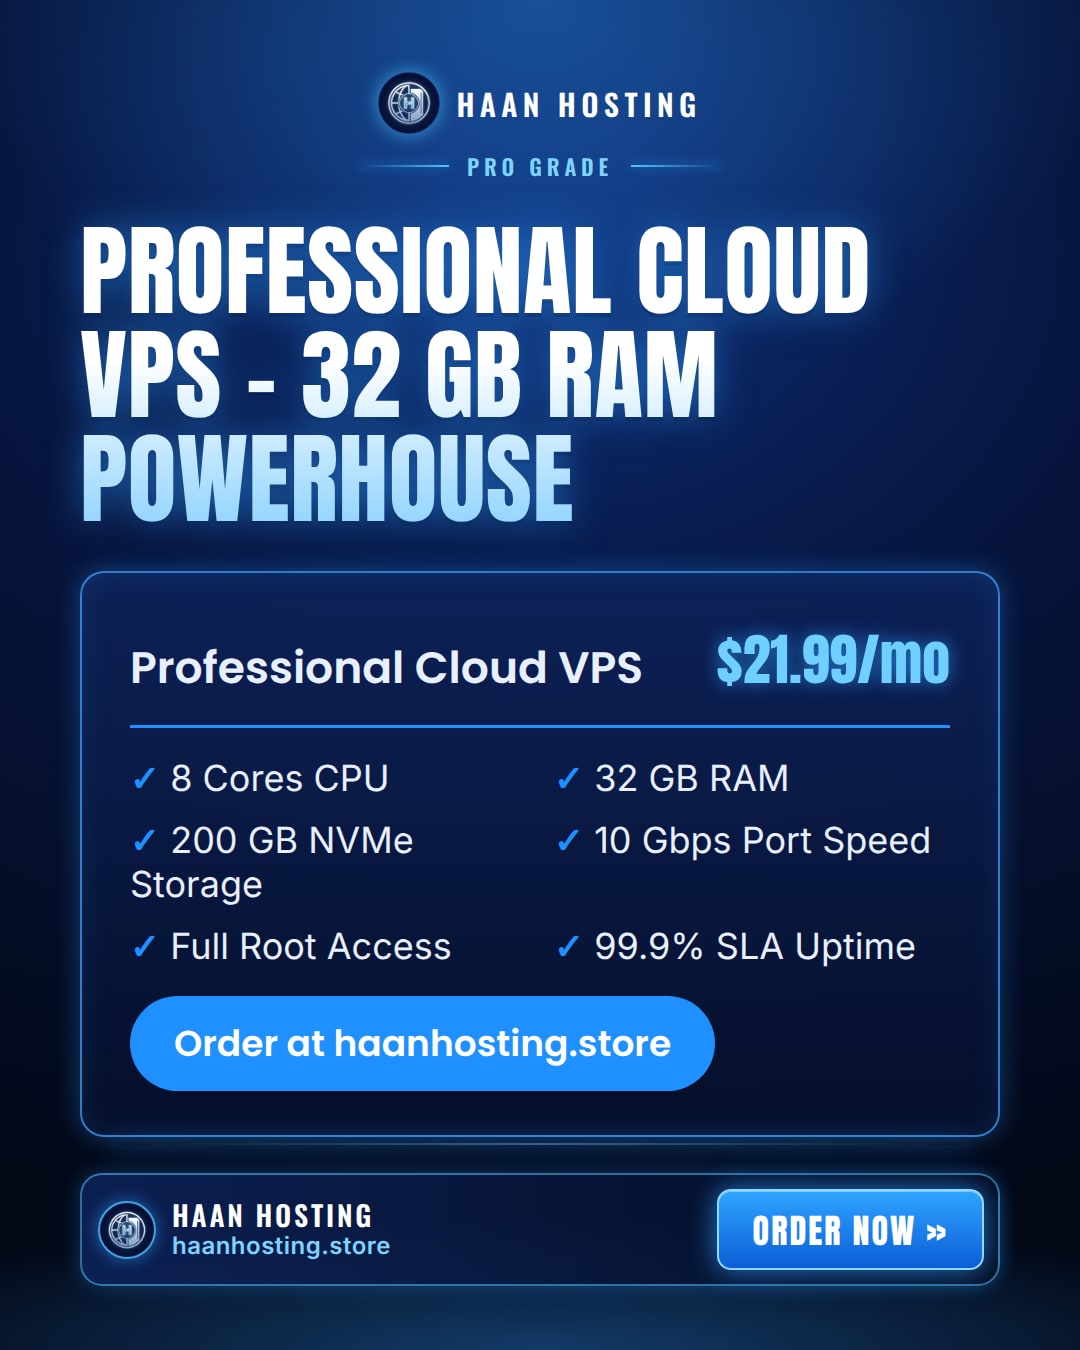 HAAN HOSTING
PRO GRADE
PROFESSIONAL CLOUD
VPS - 32 GB RAM
POWERHOUSE
Professional Cloud VPS $21.99/mo
✓ 8 Cores CPU ✓ 32 GB RAM
✓ 200 GB NVMe Storage ✓ 10 Gbps Port Speed
✓ Full Root Access ✓ 99.9% SLA Uptime
Order at haanhosting.store
HAAN HOSTING
haanhosting.store
ORDER NOW »